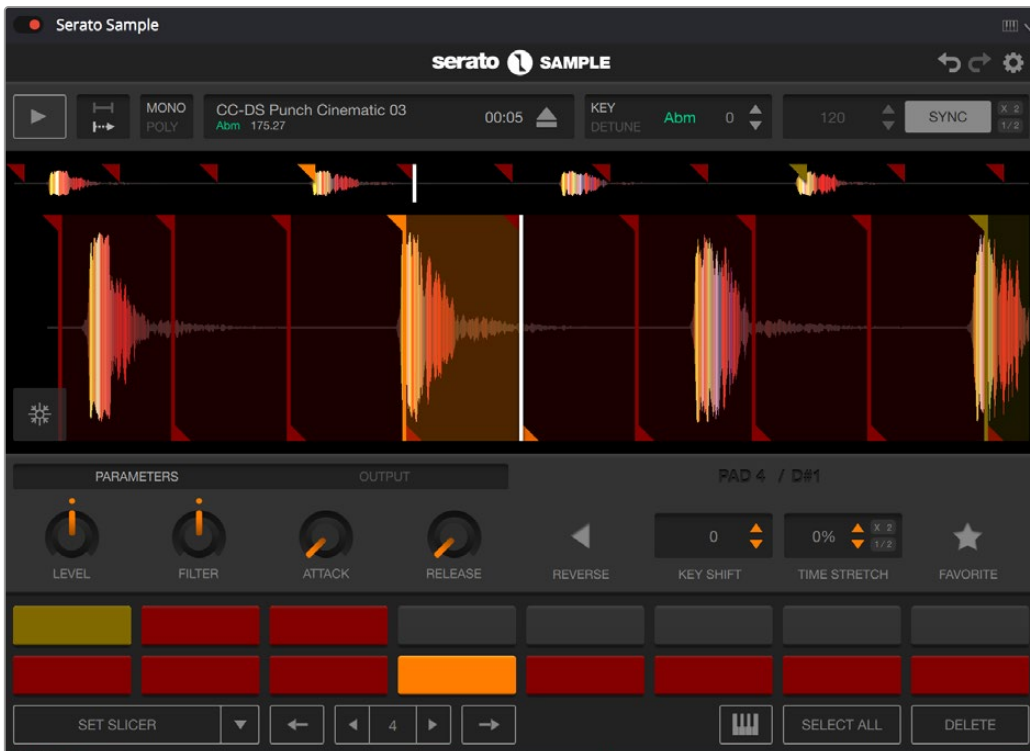 Serato Sample
serato SAMPLE
MONO
POLY
CC-DS Punch Cinematic 03
Abm 175.27
00:05
KEY
DETUNE
Abm 0
120
SYNC
X 2
1/2
PARAMETERS
OUTPUT
PAD 4 / D#1
LEVEL
FILTER
ATTACK
RELEASE
REVERSE
0
KEY SHIFT
0%
X 2
1/2
TIME STRETCH
FAVORITE
SET SLICER
4
SELECT ALL
DELETE